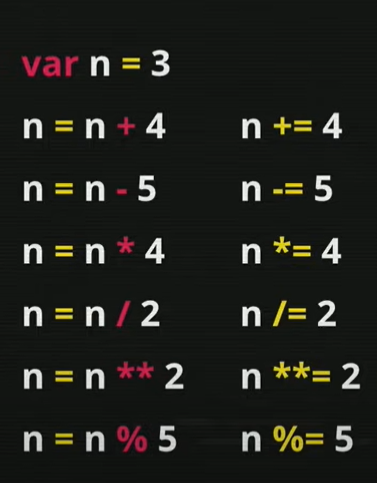 var n = 3
n = n + 4 n += 4
n = n - 5 n -= 5
n = n * 4 n *= 4
n = n / 2 n /= 2
n = n ** 2 n **= 2
n = n % 5 n %= 5